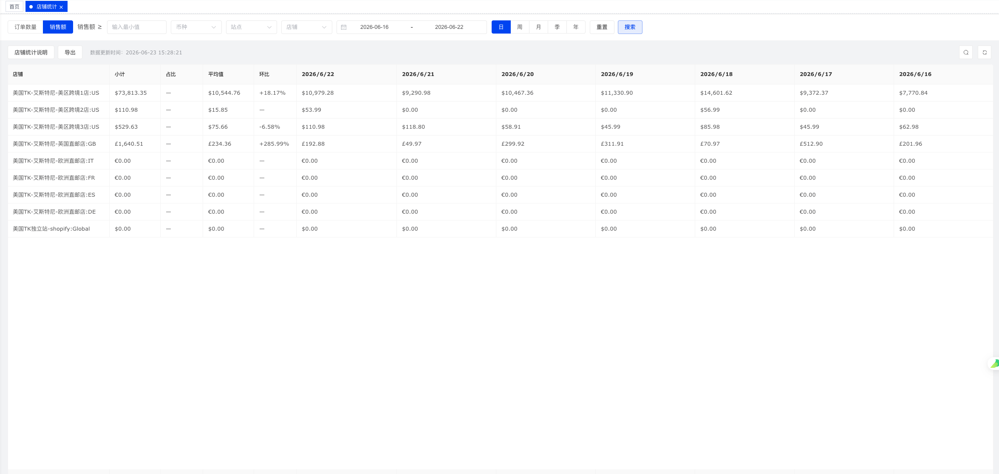 首页 店铺统计 ×
订单数量 销售额 销售额 ≥ 输入最小值 币种 站点 店铺 2026-06-16 - 2026-06-22 日 周 月 季 年 重置 搜索
店铺统计说明 导出 数据更新时间：2026-06-23 15:28:21
店铺 小计 占比 平均值 环比 2026/6/22 2026/6/21 2026/6/20 2026/6/19 2026/6/18 2026/6/17 2026/6/16
美国TK-艾斯特尼-美区跨境1店:US $73,813.35 — $10,544.76 +18.17% $10,979.28 $9,290.98 $10,467.36 $11,330.90 $14,601.62 $9,372.37 $7,770.84
美国TK-艾斯特尼-美区跨境2店:US $110.98 — $15.85 — $53.99 $0.00 $0.00 $0.00 $56.99 $0.00 $0.00
美国TK-艾斯特尼-美区跨境3店:US $529.63 — $75.66 -6.58% $110.98 $118.80 $58.91 $45.99 $85.98 $45.99 $62.98
美国TK-艾斯特尼-英国直邮店:GB £1,640.51 — £234.36 +285.99% £192.88 £49.97 £299.92 £311.91 £70.97 £512.90 £201.96
美国TK-艾斯特尼-欧洲直邮店:IT €0.00 — €0.00 — €0.00 €0.00 €0.00 €0.00 €0.00 €0.00 €0.00
美国TK-艾斯特尼-欧洲直邮店:FR €0.00 — €0.00 — €0.00 €0.00 €0.00 €0.00 €0.00 €0.00 €0.00
美国TK-艾斯特尼-欧洲直邮店:ES €0.00 — €0.00 — €0.00 €0.00 €0.00 €0.00 €0.00 €0.00 €0.00
美国TK-艾斯特尼-欧洲直邮店:DE €0.00 — €0.00 — €0.00 €0.00 €0.00 €0.00 €0.00 €0.00 €0.00
美国TK独立站-shopify:Global $0.00 — $0.00 — $0.00 $0.00 $0.00 $0.00 $0.00 $0.00 $0.00